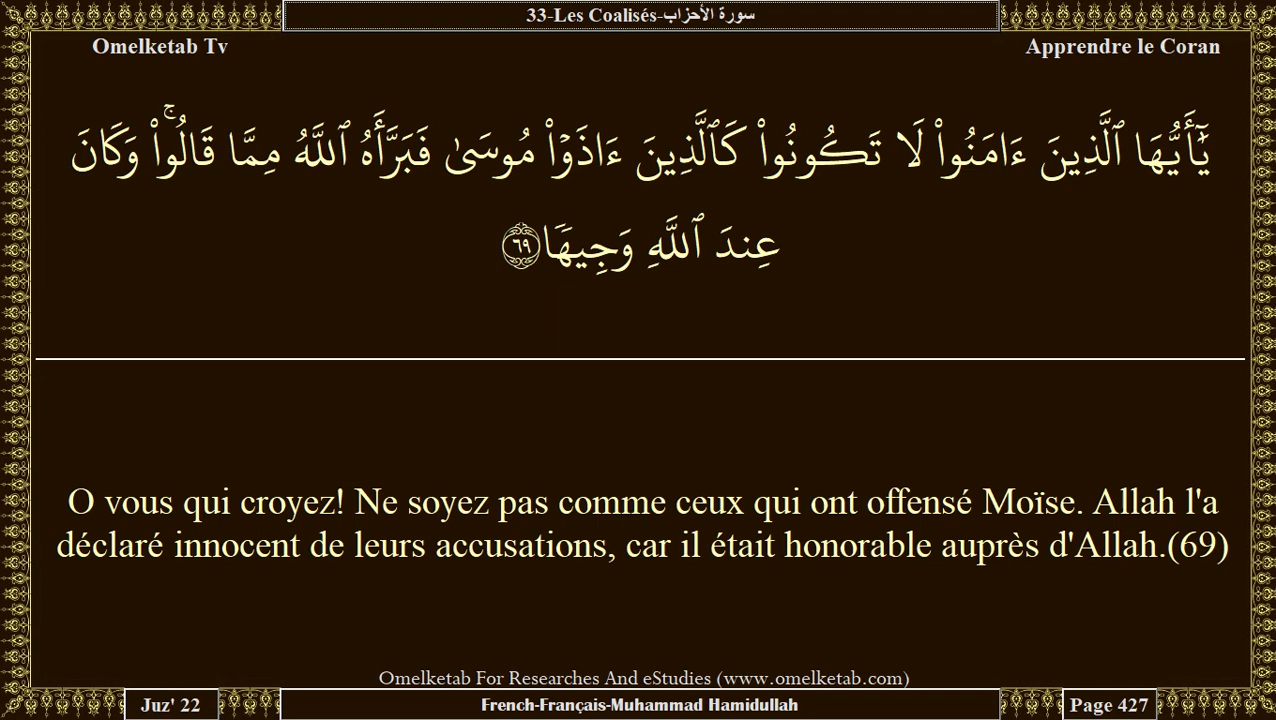 33-Les Coalisés-سورة الأحزاب
Omelketab Tv
Apprendre le Coran
يَٰٓأَيُّهَا ٱلَّذِينَ ءَامَنُوا۟ لَا تَكُونُوا۟ كَٱلَّذِينَ ءَاذَوْا۟ مُوسَىٰ فَبَرَّأَهُ ٱللَّهُ مِمَّا قَالُوا۟ۚ وَكَانَ
عِندَ ٱللَّهِ وَجِيهًا ٦٩
O vous qui croyez! Ne soyez pas comme ceux qui ont offensé Moïse. Allah l'a
déclaré innocent de leurs accusations, car il était honorable auprès d'Allah.(69)
Omelketab For Researches And eStudies (www.omelketab.com)
Juz' 22
French-Français-Muhammad Hamidullah
Page 427